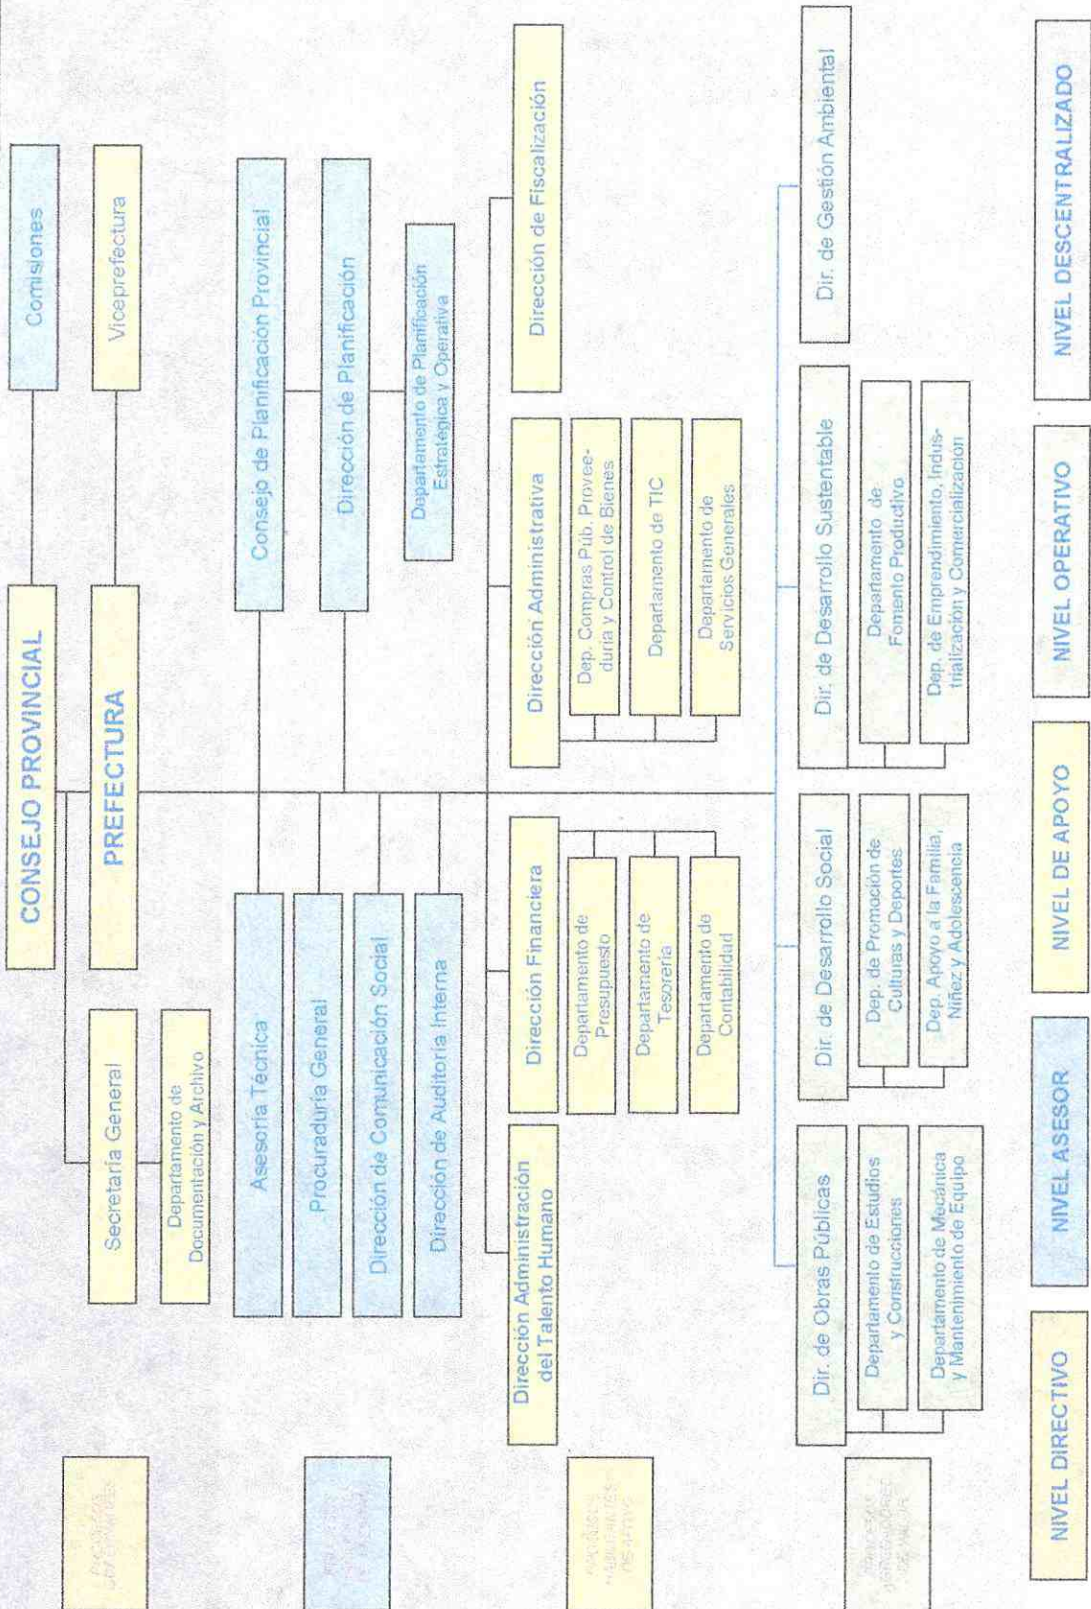 CONSEJO PROVINCIAL
Comisiones
PREFECTURA
Viceprefectura
Secretaría General
Departamento de
Documentación y Archivo
Asesoría Técnica
Procuraduría General
Dirección de Comunicación Social
Dirección de Auditoría Interna
Consejo de Planificación Provincial
Dirección de Planificación
Departamento de Planificación
Estratégica y Operativa
Dirección Administración
del Talento Humano
Dirección Financiera
Departamento de
Presupuesto
Departamento de
Tesorería
Departamento de
Contabilidad
Dirección Administrativa
Dep. Compras Púb. Provee-
duría y Control de Bienes
Departamento de TIC
Departamento de
Servicios Generales
Dirección de Fiscalización
Dir. de Obras Públicas
Departamento de Estudios
y Construcciones
Departamento de Mecánica
y Mantenimiento de Equipo
Dir. de Desarrollo Social
Dep. de Promoción de
Culturas y Deportes
Dep. Apoyo a la Familia,
Niñez y Adolescencia
Dir. de Desarrollo Sustentable
Departamento de
Fomento Productivo
Dep. de Emprendimiento, Indus-
trialización y Comercialización
Dir. de Gestión Ambiental
NIVEL DIRECTIVO
NIVEL ASESOR
NIVEL DE APOYO
NIVEL OPERATIVO
NIVEL DESCENTRALIZADO